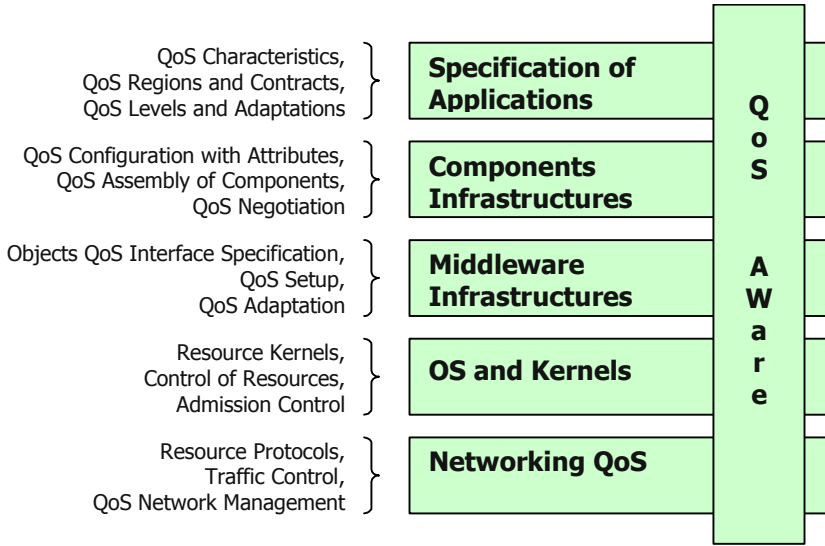 QoS Characteristics,
QoS Regions and Contracts,
QoS Levels and Adaptations
Specification of
Applications
QoS Configuration with Attributes,
QoS Assembly of Components,
QoS Negotiation
Components
Infrastructures
Objects QoS Interface Specification,
QoS Setup,
QoS Adaptation
Middleware
Infrastructures
Resource Kernels,
Control of Resources,
Admission Control
OS and Kernels
Resource Protocols,
Traffic Control,
QoS Network Management
Networking QoS
Q
o
S
A
W
a
r
e